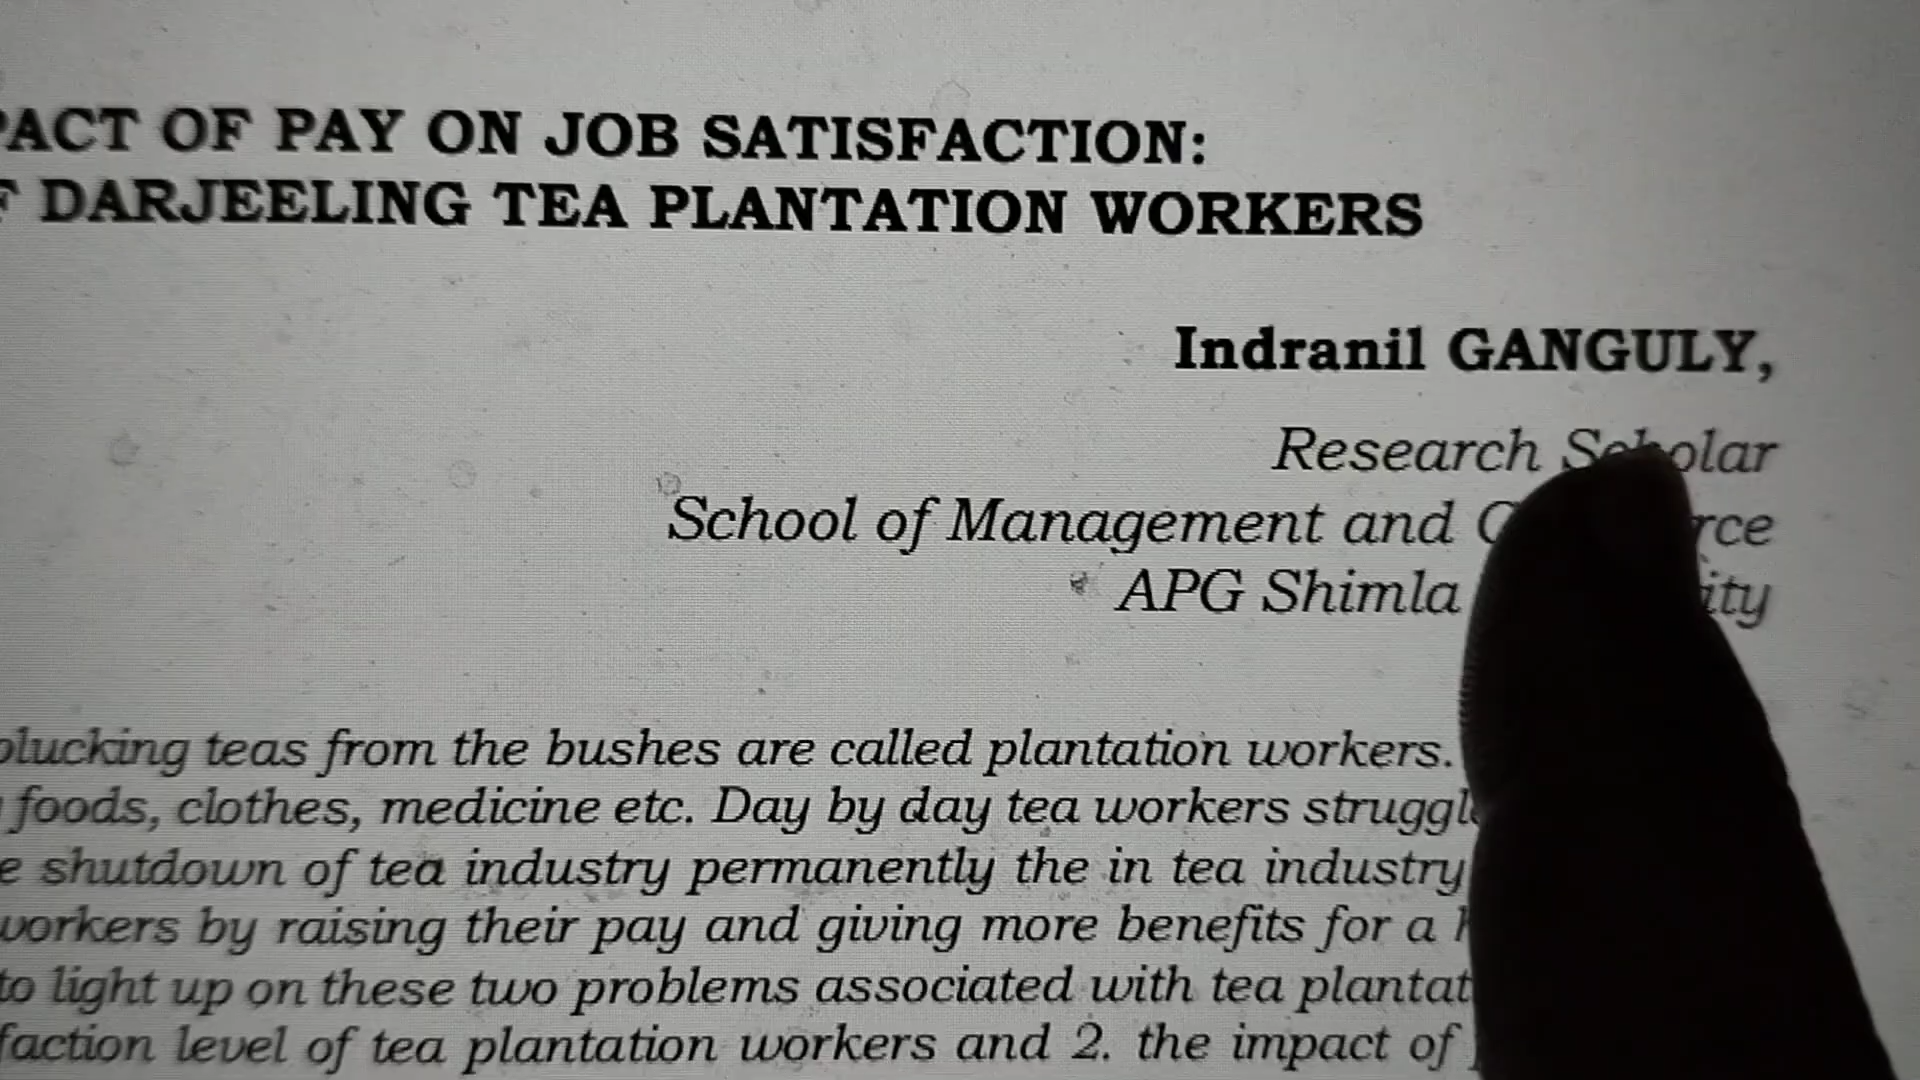 PACT OF PAY ON JOB SATISFACTION:
F DARJEELING TEA PLANTATION WORKERS
Indranil GANGULY,
Research Scholar
School of Management and
APG Shimla
plucking teas from the bushes are called plantation workers.
foods, clothes, medicine etc. Day by day tea workers struggl
e shutdown of tea industry permanently the in tea industry
workers by raising their pay and giving more benefits for a
to light up on these two problems associated with tea plantat
faction level of tea plantation workers and 2. the impact of